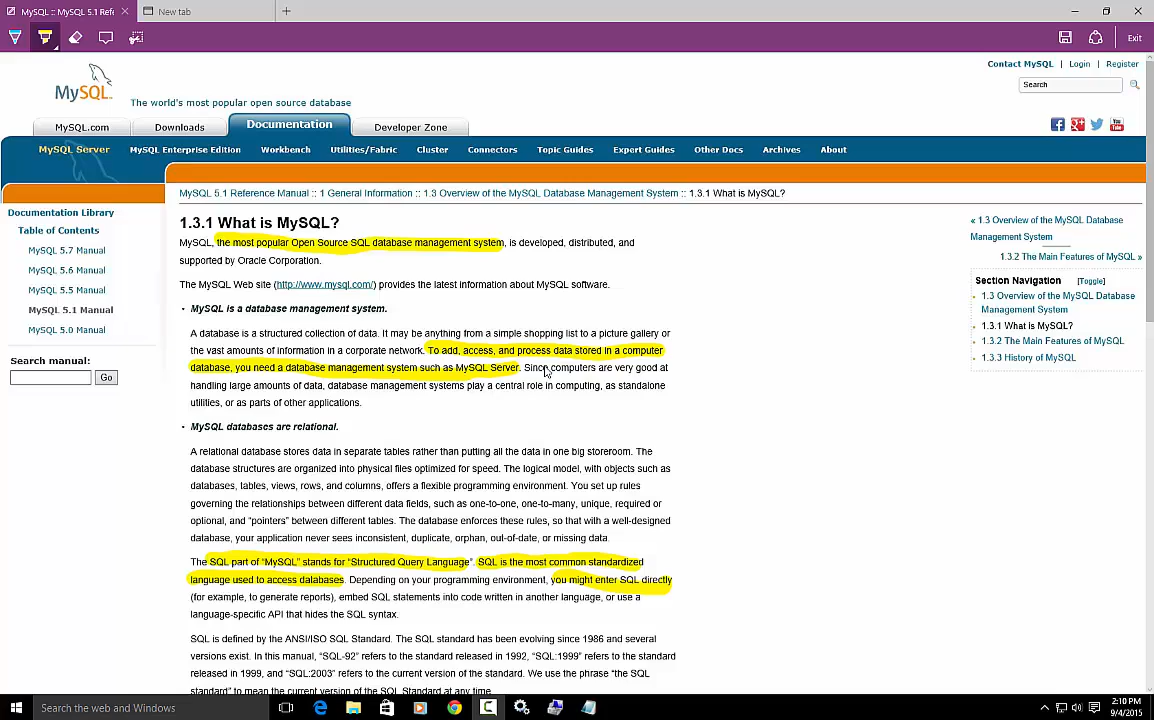 MySQL :: MySQL 5.1 Refe
New tab
Exit
Contact MySQL | Login | Register
MySQL
The world's most popular open source database
Search
MySQL.com
Downloads
Documentation
Developer Zone
MySQL Server
MySQL Enterprise Edition
Workbench
Utilities/Fabric
Cluster
Connectors
Topic Guides
Expert Guides
Other Docs
Archives
About
MySQL 5.1 Reference Manual :: 1 General Information :: 1.3 Overview of the MySQL Database Management System :: 1.3.1 What is MySQL?
Documentation Library
Table of Contents
MySQL 5.7 Manual
MySQL 5.6 Manual
MySQL 5.5 Manual
MySQL 5.1 Manual
MySQL 5.0 Manual
Search manual:
Go
1.3.1 What is MySQL?
MySQL, the most popular Open Source SQL database management system, is developed, distributed, and
supported by Oracle Corporation.
The MySQL Web site (http://www.mysql.com/) provides the latest information about MySQL software.
• MySQL is a database management system.
A database is a structured collection of data. It may be anything from a simple shopping list to a picture gallery or
the vast amounts of information in a corporate network. To add, access, and process data stored in a computer
database, you need a database management system such as MySQL Server. Since computers are very good at
handling large amounts of data, database management systems play a central role in computing, as standalone
utilities, or as parts of other applications.
• MySQL databases are relational.
A relational database stores data in separate tables rather than putting all the data in one big storeroom. The
database structures are organized into physical files optimized for speed. The logical model, with objects such as
databases, tables, views, rows, and columns, offers a flexible programming environment. You set up rules
governing the relationships between different data fields, such as one-to-one, one-to-many, unique, required or
optional, and “pointers” between different tables. The database enforces these rules, so that with a well-designed
database, your application never sees inconsistent, duplicate, orphan, out-of-date, or missing data.
The SQL part of “MySQL” stands for “Structured Query Language”. SQL is the most common standardized
language used to access databases. Depending on your programming environment, you might enter SQL directly
(for example, to generate reports), embed SQL statements into code written in another language, or use a
language-specific API that hides the SQL syntax.
SQL is defined by the ANSI/ISO SQL Standard. The SQL standard has been evolving since 1986 and several
versions exist. In this manual, “SQL-92” refers to the standard released in 1992, “SQL:1999” refers to the standard
released in 1999, and “SQL:2003” refers to the current version of the standard. We use the phrase “the SQL
standard” to mean the current version of the SQL Standard at any time.
« 1.3 Overview of the MySQL Database
Management System
1.3.2 The Main Features of MySQL »
Section Navigation [Toggle]
1.3 Overview of the MySQL Database
Management System
1.3.1 What is MySQL?
1.3.2 The Main Features of MySQL
1.3.3 History of MySQL
Search the web and Windows
2:10 PM
9/4/2015